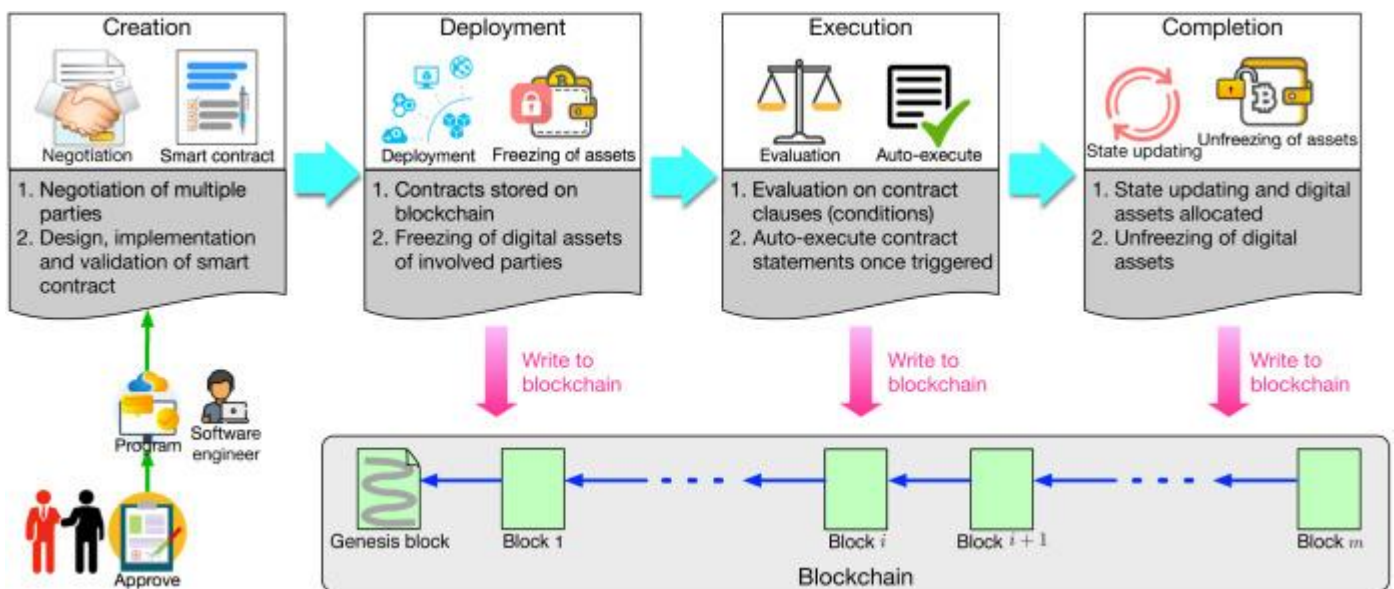 Creation
Negotiation
Smart contract
1. Negotiation of multiple
parties
2. Design, implementation
and validation of smart
contract
Deployment
Deployment
Freezing of assets
1. Contracts stored on
blockchain
2. Freezing of digital assets
of involved parties
Execution
Evaluation
Auto-execute
1. Evaluation on contract
clauses (conditions)
2. Auto-execute contract
statements once triggered
Completion
State updating
Unfreezing of assets
1. State updating and digital
assets allocated
2. Unfreezing of digital
assets
Write to
blockchain
Write to
blockchain
Write to
blockchain
Program
Software
engineer
Approve
Genesis block
Block 1
Block i
Block i + 1
Block m
Blockchain